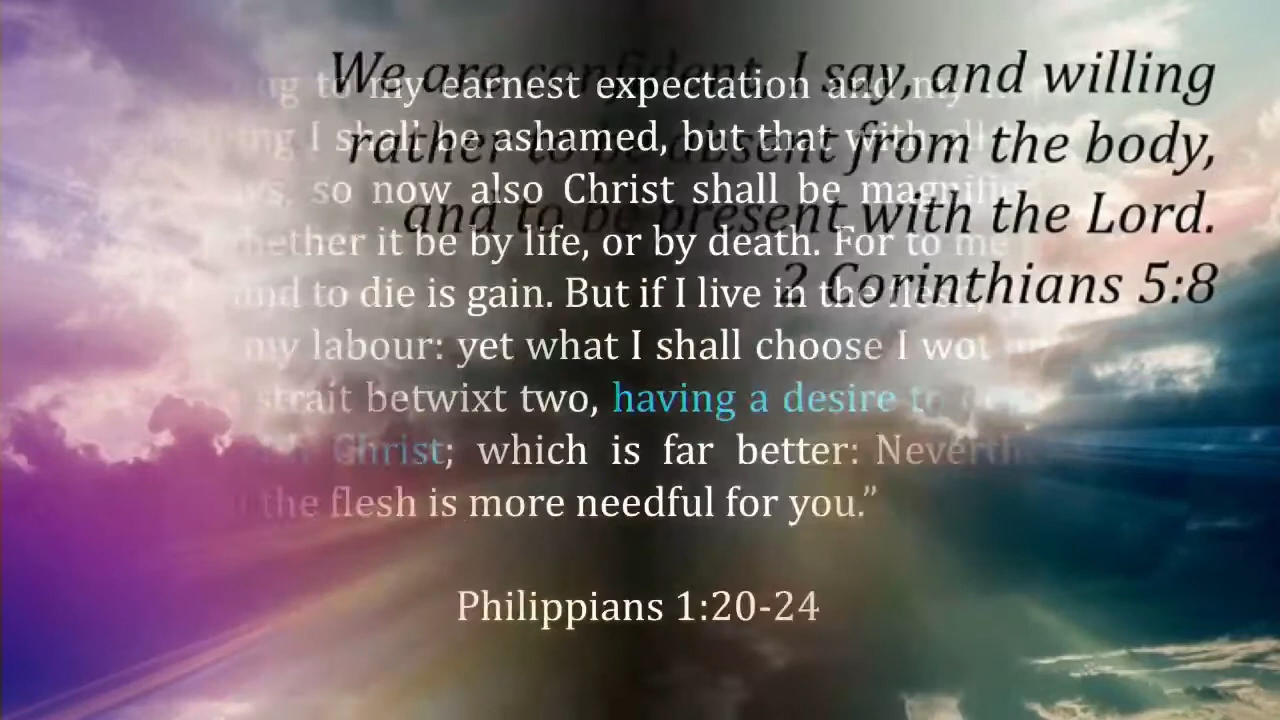 We are confident, I say, and willing
rather to be absent from the body,
and to be present with the Lord.
2 Corinthians 5:8
to my earnest expectation and my
I shall be ashamed, but that with all
so now also Christ shall be
whether it be by life, or by death. For to me
and to die is gain. But if I live in the flesh,
my labour: yet what I shall choose I wot
strait betwixt two, having a desire to
Christ; which is far better:
the flesh is more needful for you.”
Philippians 1:20-24